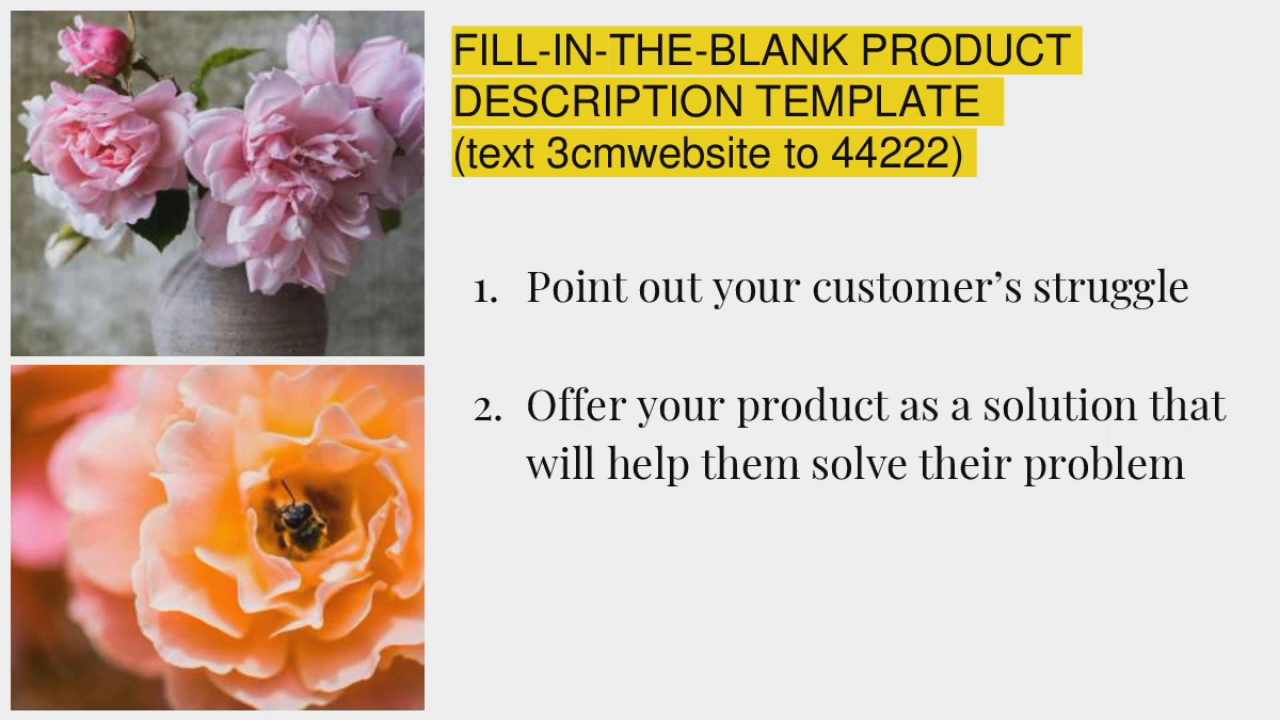 FILL-IN-THE-BLANK PRODUCT
DESCRIPTION TEMPLATE
(text 3cmwebsite to 44222)
1. Point out your customer’s struggle
2. Offer your product as a solution that
will help them solve their problem